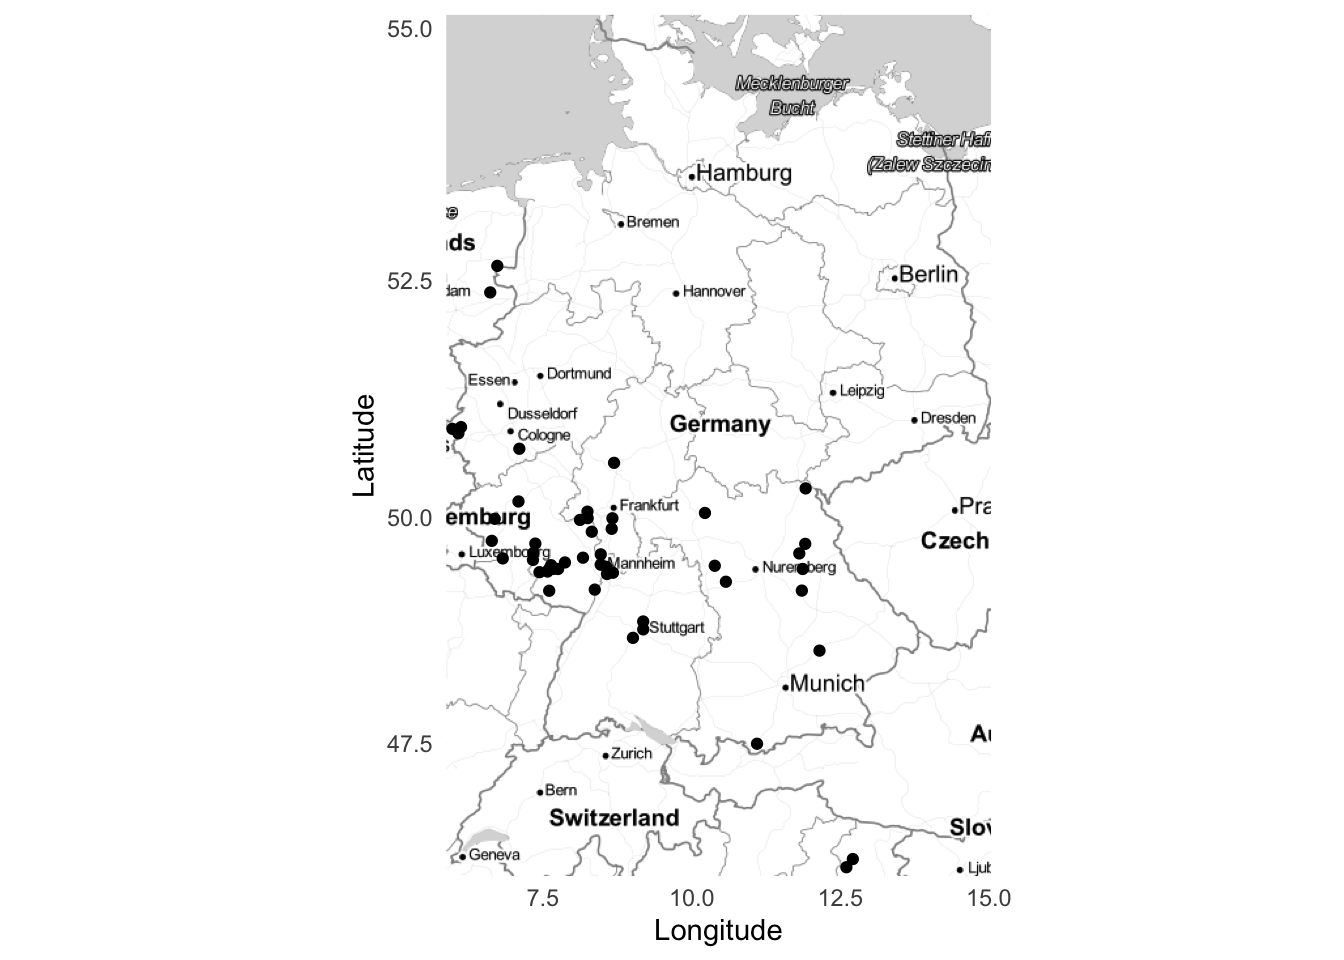 55.0
Mecklenburger
Bucht
Stettiner Haff
(Zalew Szczecin
Hamburg
Bremen
nds
52.5
Berlin
dam
Hannover
Essen
Dortmund
Leipzig
Dusseldorf
Germany
Dresden
Cologne
Latitude
Frankfurt
Pra
50.0
emburg
Czech
Luxembourg
Mannheim
Nuremberg
Stuttgart
Munich
47.5
Au
Zurich
Bern
Switzerland
Slov
Geneva
Ljub
7.5
10.0
12.5
15.0
Longitude